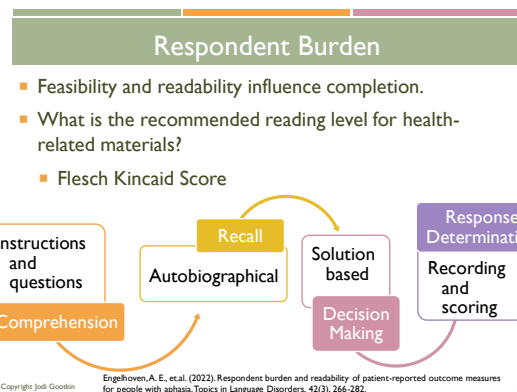 Respondent Burden
Feasibility and readability influence completion.
What is the recommended reading level for health-
related materials?
Flesch Kincaid Score
nstructions
and
questions
Comprehension
Recall
Autobiographical
Solution
based
Decision
Making
Response
Determinati
Recording
and
scoring
Copyright Jodi Gootkin
Engelhoven, A. E., et.al. (2022). Respondent burden and readability of patient-reported outcome measures
for people with aphasia. Topics in Language Disorders, 42(3), 266-282.